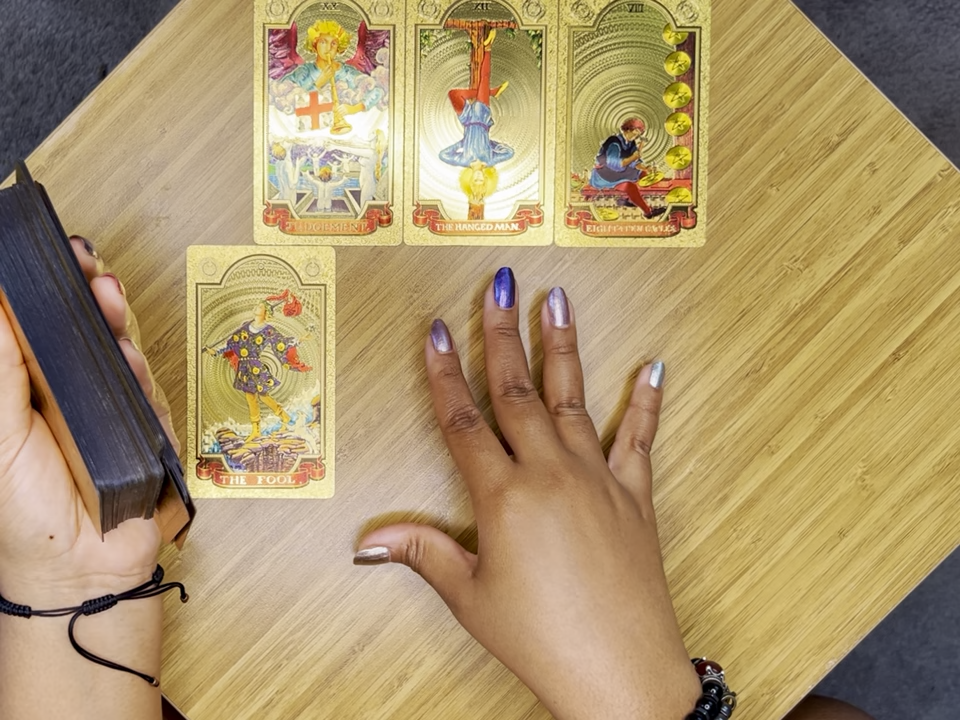 XX
XII
VIII
JUDGEMENT.
THE HANGED MAN.
EIGHT OF PENTACLES
THE FOOL